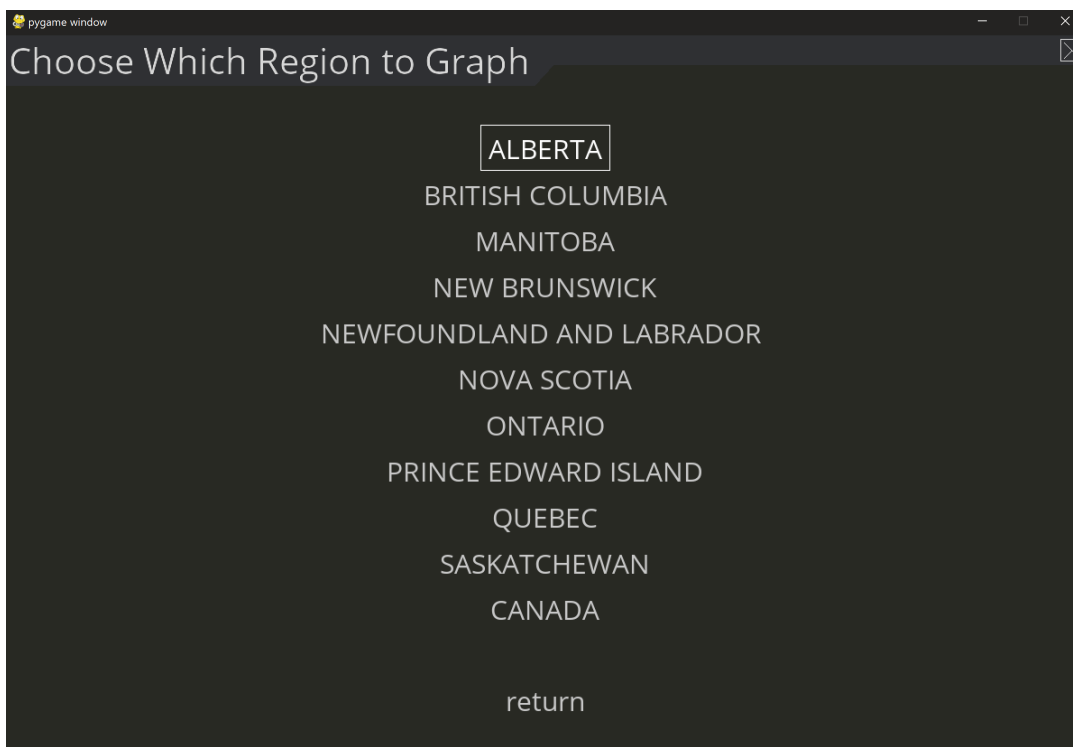 pygame window
Choose Which Region to Graph
ALBERTA
BRITISH COLUMBIA
MANITOBA
NEW BRUNSWICK
NEWFOUNDLAND AND LABRADOR
NOVA SCOTIA
ONTARIO
PRINCE EDWARD ISLAND
QUEBEC
SASKATCHEWAN
CANADA
return